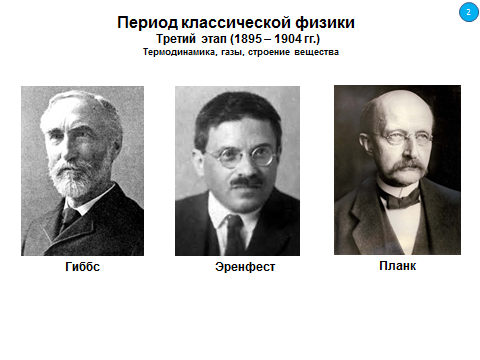 2
Период классической физики
Третий этап (1895 – 1904 гг.)
Термодинамика, газы, строение вещества
Гиббс
Эренфест
Планк